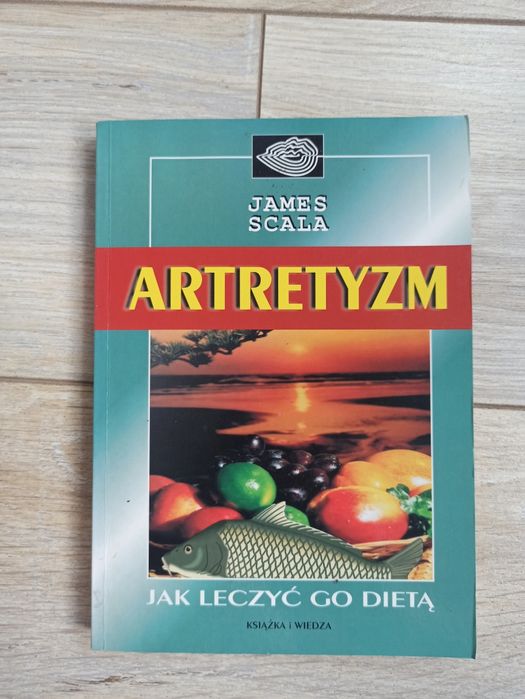 JAMES
SCALA
ARTRETYZM
JAK LECZYĆ GO DIETĄ
KSIĄŻKA i WIEDZA